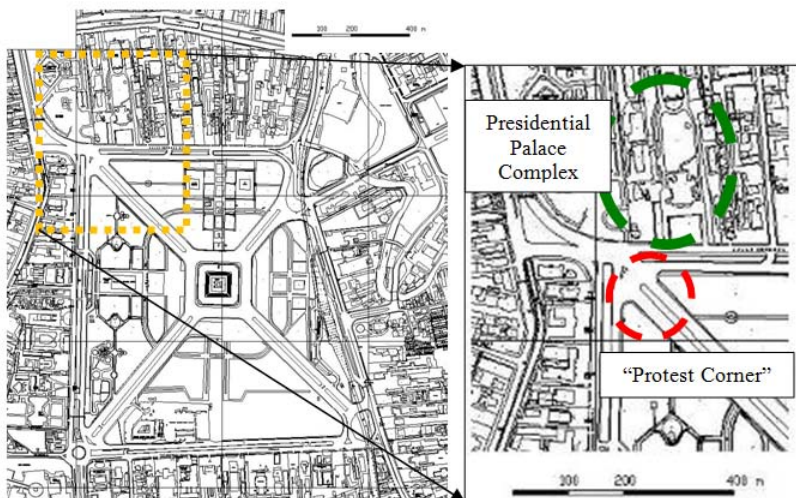 100 200 400 m
Presidential
Palace
Complex
“Protest Corner”
100 200 400 m